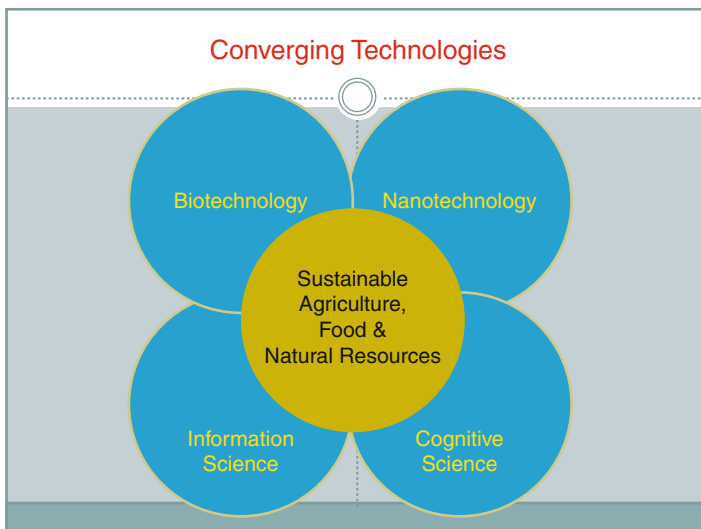 Converging Technologies
Biotechnology
Nanotechnology
Sustainable
Agriculture,
Food &
Natural Resources
Information
Science
Cognitive
Science